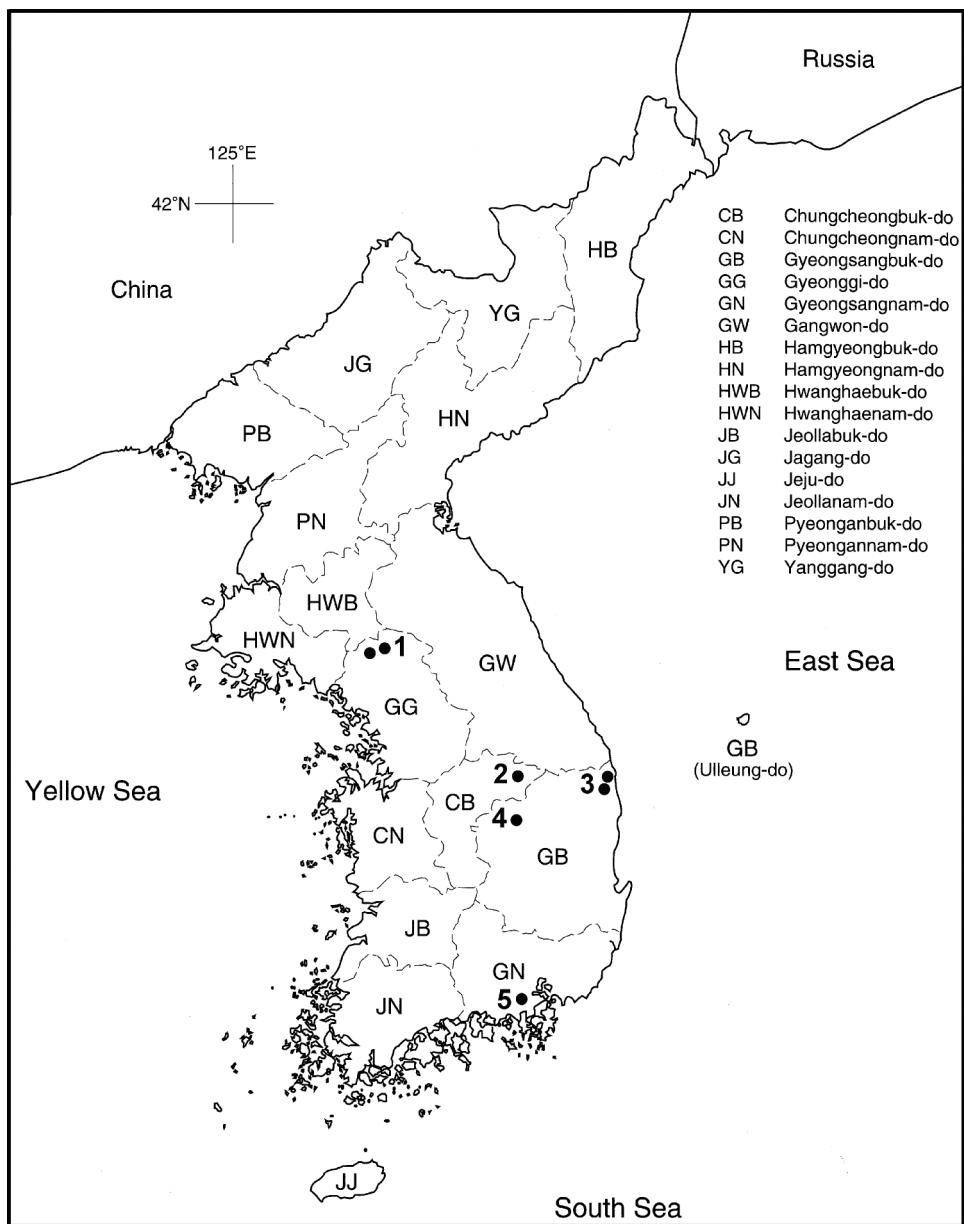 Russia
125°E
42°N
China
CB Chungcheongbuk-do
CN Chungcheongnam-do
GB Gyeongsangbuk-do
GG Gyeonggi-do
GN Gyeongsangnam-do
GW Gangwon-do
HB Hamgyeongbuk-do
HN Hamgyeongnam-do
HWB Hwanghaebuk-do
HWN Hwanghaenam-do
JB Jeollabuk-do
JG Jagang-do
JJ Jeju-do
JN Jeollanam-do
PB Pyeonganbuk-do
PN Pyeongannam-do
YG Yanggang-do
HB
YG
JG
HN
PB
PN
HWB
HWN
1
GW
East Sea
GG
GB
(Ulleung-do)
Yellow Sea
2
3
CB
4
CN
GB
JB
GN
5
JN
JJ
South Sea